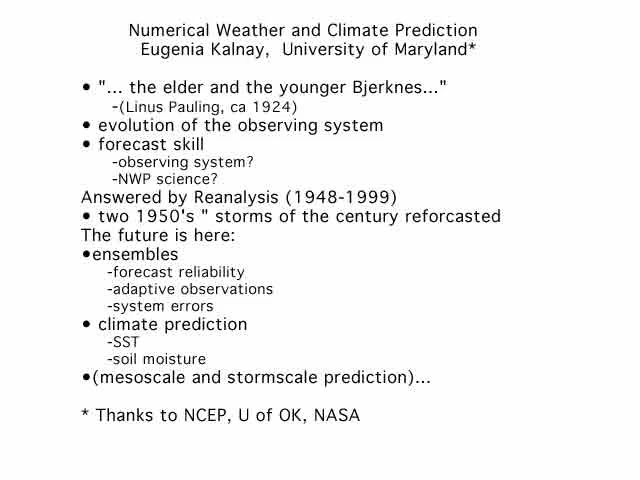 Numerical Weather and Climate Prediction
Eugenia Kalnay, University of Maryland*
• "... the elder and the younger Bjerknes..."
-(Linus Pauling, ca 1924)
• evolution of the observing system
• forecast skill
-observing system?
-NWP science?
Answered by Reanalysis (1948-1999)
• two 1950's " storms of the century reforcasted
The future is here:
•ensembles
-forecast reliability
-adaptive observations
-system errors
• climate prediction
-SST
-soil moisture
•(mesoscale and stormscale prediction)...
* Thanks to NCEP, U of OK, NASA